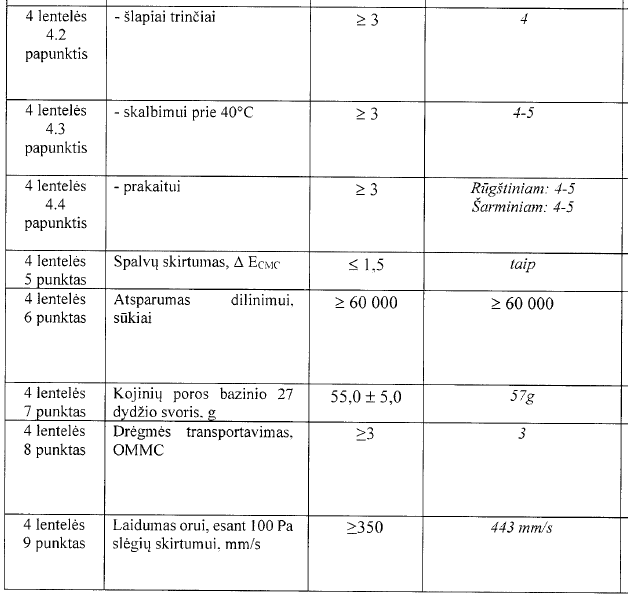 4 lentelės - šlapiai trinčiai ≥ 3 4
4.2
papunktis
4 lentelės - skalbimui prie 40°C ≥ 3 4-5
4.3
papunktis
4 lentelės - prakaitui ≥ 3 Rūgštiniam: 4-5
4.4 Šarminiam: 4-5
papunktis
4 lentelės Spalvų skirtumas, Δ ECMC ≤ 1,5 taip
5 punktas
4 lentelės Atsparumas dilinimui, ≥ 60 000 ≥ 60 000
6 punktas sūkiai
4 lentelės Kojinių poros bazinio 27 55,0 ± 5,0 57g
7 punktas dydžio svoris, g
4 lentelės Drėgmės transportavimas, ≥3 3
8 punktas OMMC
4 lentelės Laidumas orui, esant 100 Pa ≥350 443 mm/s
9 punktas slėgių skirtumui, mm/s